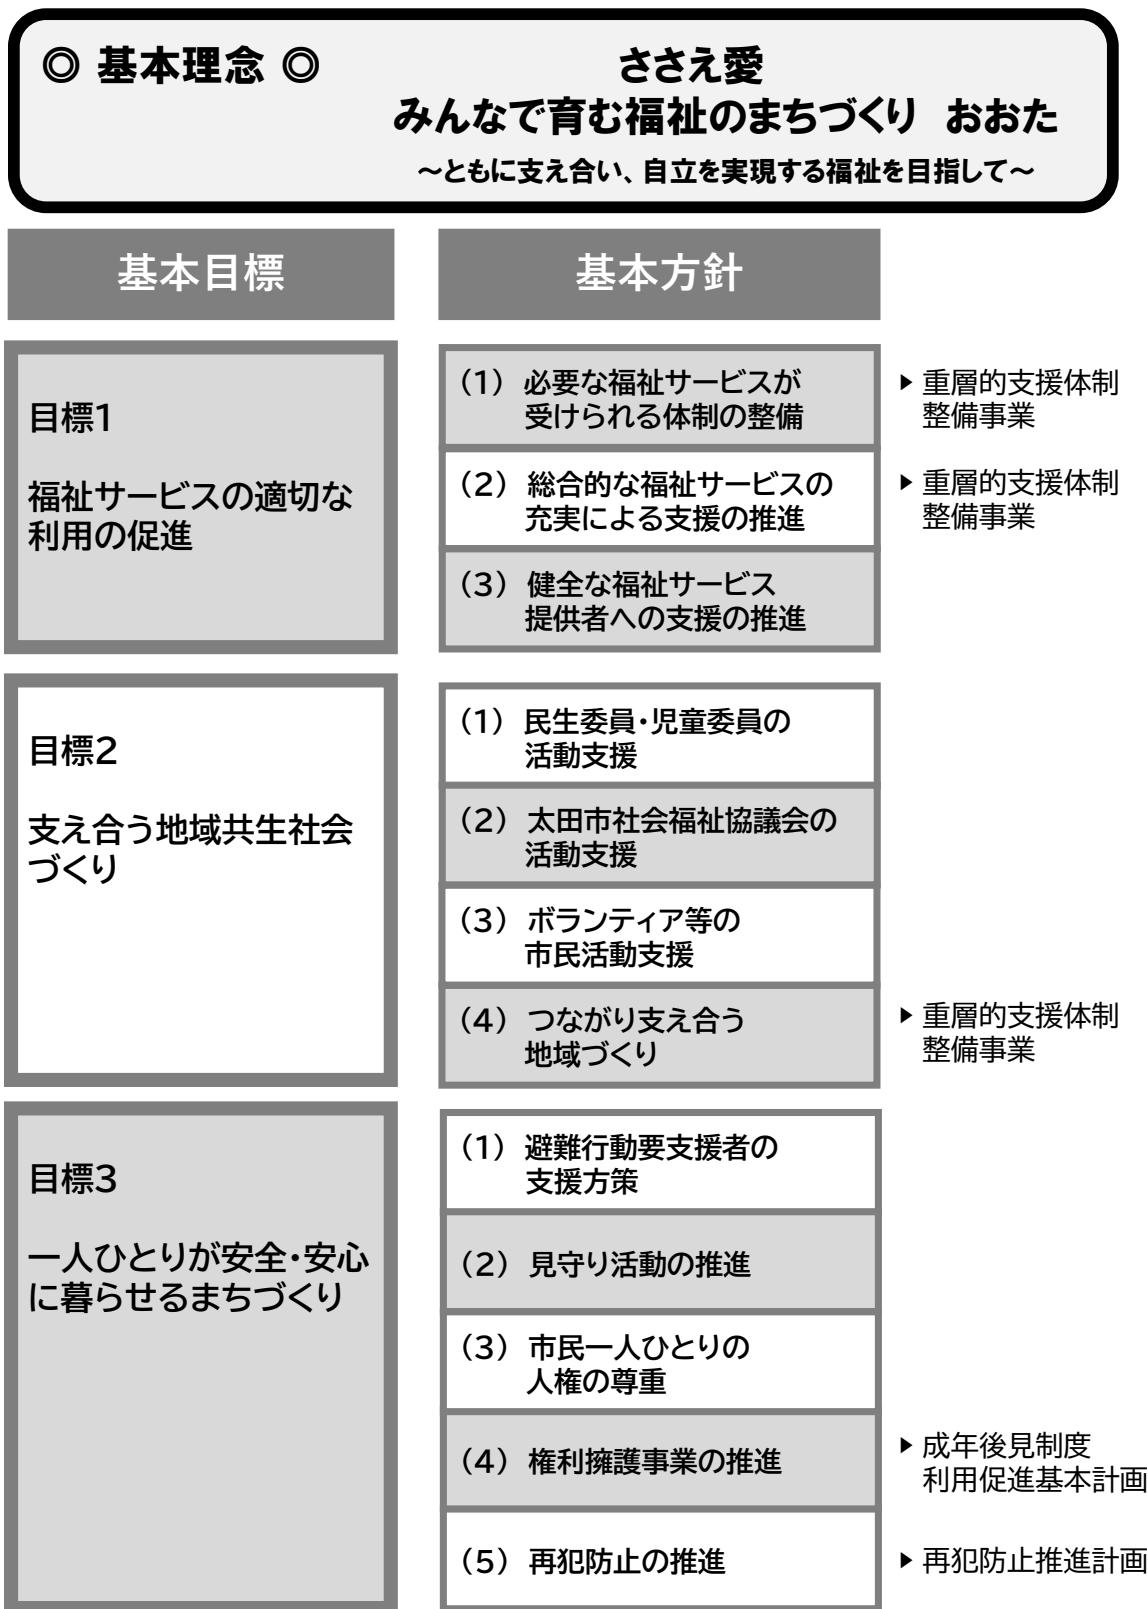 ◎ 基本理念 ◎
ささえ愛
みんなで育む福祉のまちづくり おおた
～ともに支え合い、自立を実現する福祉を目指して～
基本目標
基本方針
目標1
福祉サービスの適切な
利用の促進
(1) 必要な福祉サービスが
受けられる体制の整備
▶ 重層的支援体制
整備事業
(2) 総合的な福祉サービスの
充実による支援の推進
▶ 重層的支援体制
整備事業
(3) 健全な福祉サービス
提供者への支援の推進
目標2
支え合う地域共生社会
づくり
(1) 民生委員・児童委員の
活動支援
(2) 太田市社会福祉協議会の
活動支援
(3) ボランティア等の
市民活動支援
(4) つながり支え合う
地域づくり
▶ 重層的支援体制
整備事業
目標3
一人ひとりが安全・安心
に暮らせるまちづくり
(1) 避難行動要支援者の
支援方策
(2) 見守り活動の推進
(3) 市民一人ひとりの
人権の尊重
(4) 権利擁護事業の推進
▶ 成年後見制度
利用促進基本計画
(5) 再犯防止の推進
▶ 再犯防止推進計画